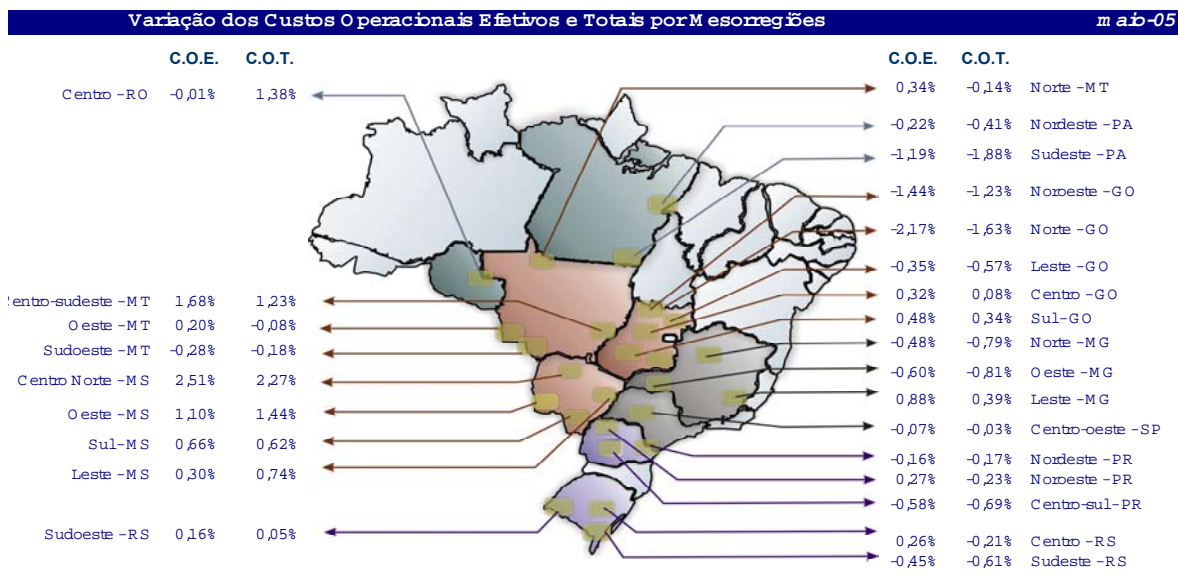 Variação dos Custos Operacionais Efetivos e Totais por Mesorregiões maio-05
C.O.E. C.O.T.
Centro -RO -0,01% 1,38%
entro-sudeste -MT 1,68% 1,23%
Oeste -MT 0,20% -0,08%
Sudoeste -MT -0,28% -0,18%
Centro Norte -MS 2,51% 2,27%
Oeste -MS 1,10% 1,44%
Sul-MS 0,66% 0,62%
Leste -MS 0,30% 0,74%
Sudoeste -RS 0,16% 0,05%
C.O.E. C.O.T.
0,34% -0,14% Norte -MT
-0,22% -0,41% Nordeste -PA
-1,19% -1,88% Sudeste -PA
-1,44% -1,23% Noroeste -GO
-2,17% -1,63% Norte -GO
-0,35% -0,57% Leste -GO
0,32% 0,08% Centro -GO
0,48% 0,34% Sul-GO
-0,48% -0,79% Norte -MG
-0,60% -0,81% Oeste -MG
0,88% 0,39% Leste -MG
-0,07% -0,03% Centro-oeste -SP
-0,16% -0,17% Nordeste -PR
0,27% -0,23% Noroeste -PR
-0,58% -0,69% Centro-sul-PR
0,26% -0,21% Centro -RS
-0,45% -0,61% Sudeste -RS